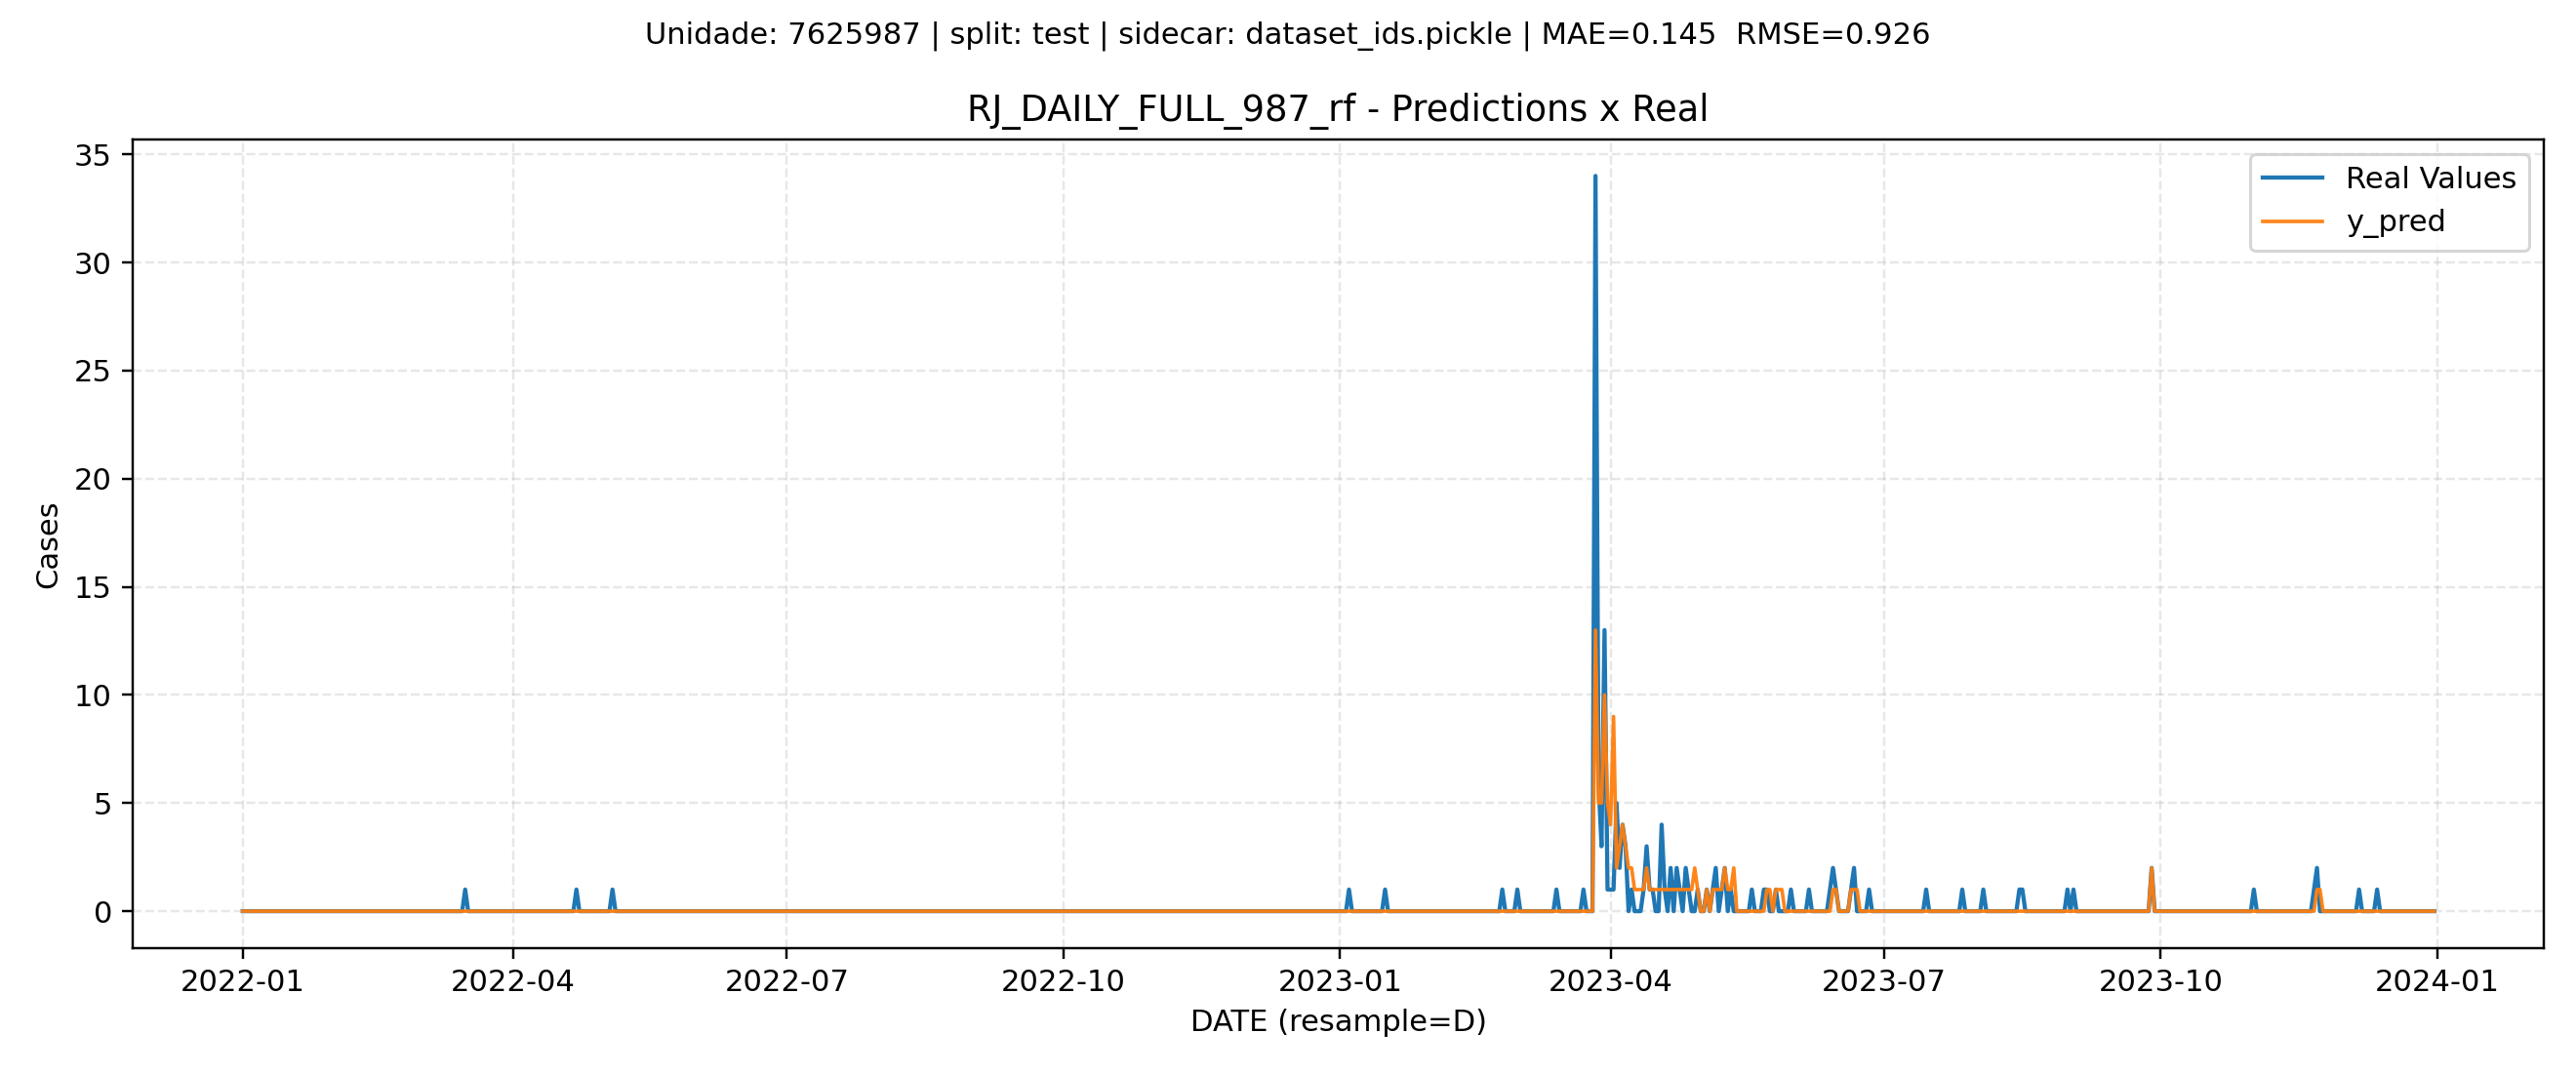 Unidade: 7625987 | split: test | sidecar: dataset_ids.pickle | MAE=0.145  RMSE=0.926
RJ_DAILY_FULL_987_rf - Predictions x Real
35
30
25
20
15
10
5
0
Cases
Real Values
y_pred
2022-01
2022-04
2022-07
2022-10
2023-01
2023-04
2023-07
2023-10
2024-01
DATE (resample=D)